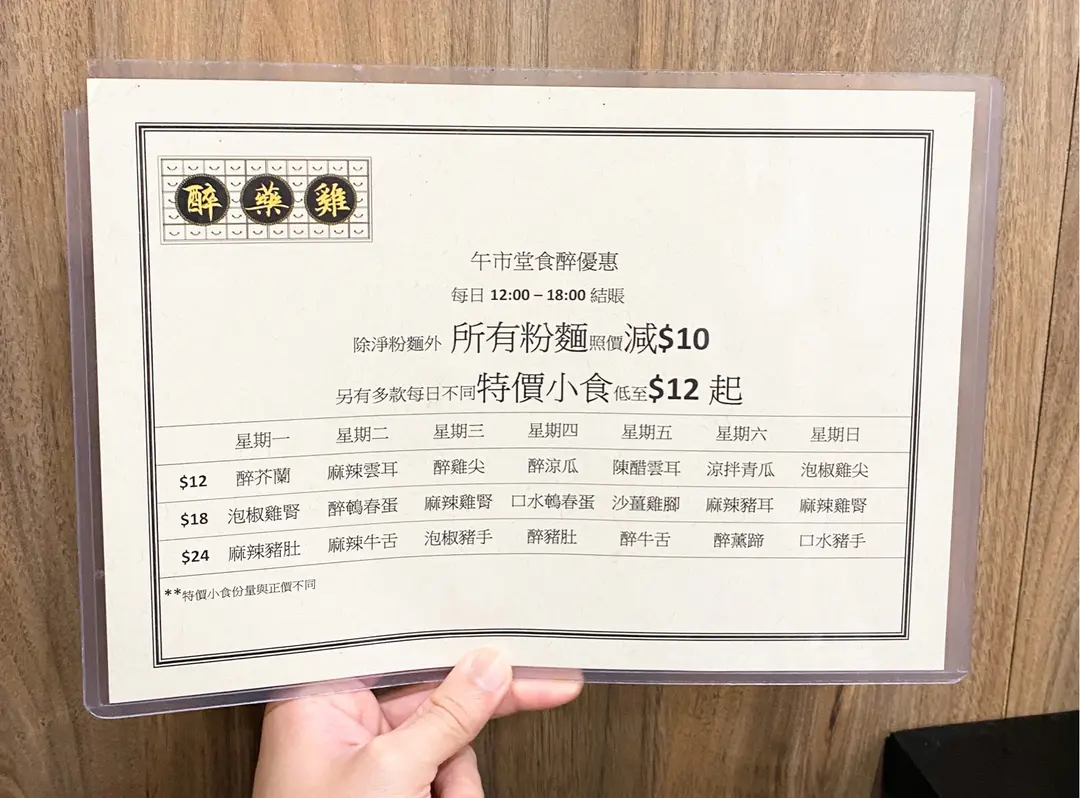 醉藥雞
午市堂食醉優惠
每日 12:00 – 18:00 結賬
除淨粉麵外 所有粉麵照價減$10
另有多款每日不同特價小食低至$12 起
星期一 星期二 星期三 星期四 星期五 星期六 星期日
$12 醉芥蘭 麻辣雲耳 醉雞尖 醉涼瓜 陳醋雲耳 涼拌青瓜 泡椒雞尖
$18 泡椒雞腎 醉鵪春蛋 麻辣雞腎 口水鵪春蛋 沙薑雞腳 麻辣豬耳 麻辣雞腎
$24 麻辣豬肚 麻辣牛舌 泡椒豬手 醉豬肚 醉牛舌 醉薰蹄 口水豬手
**特價小食份量與正價不同